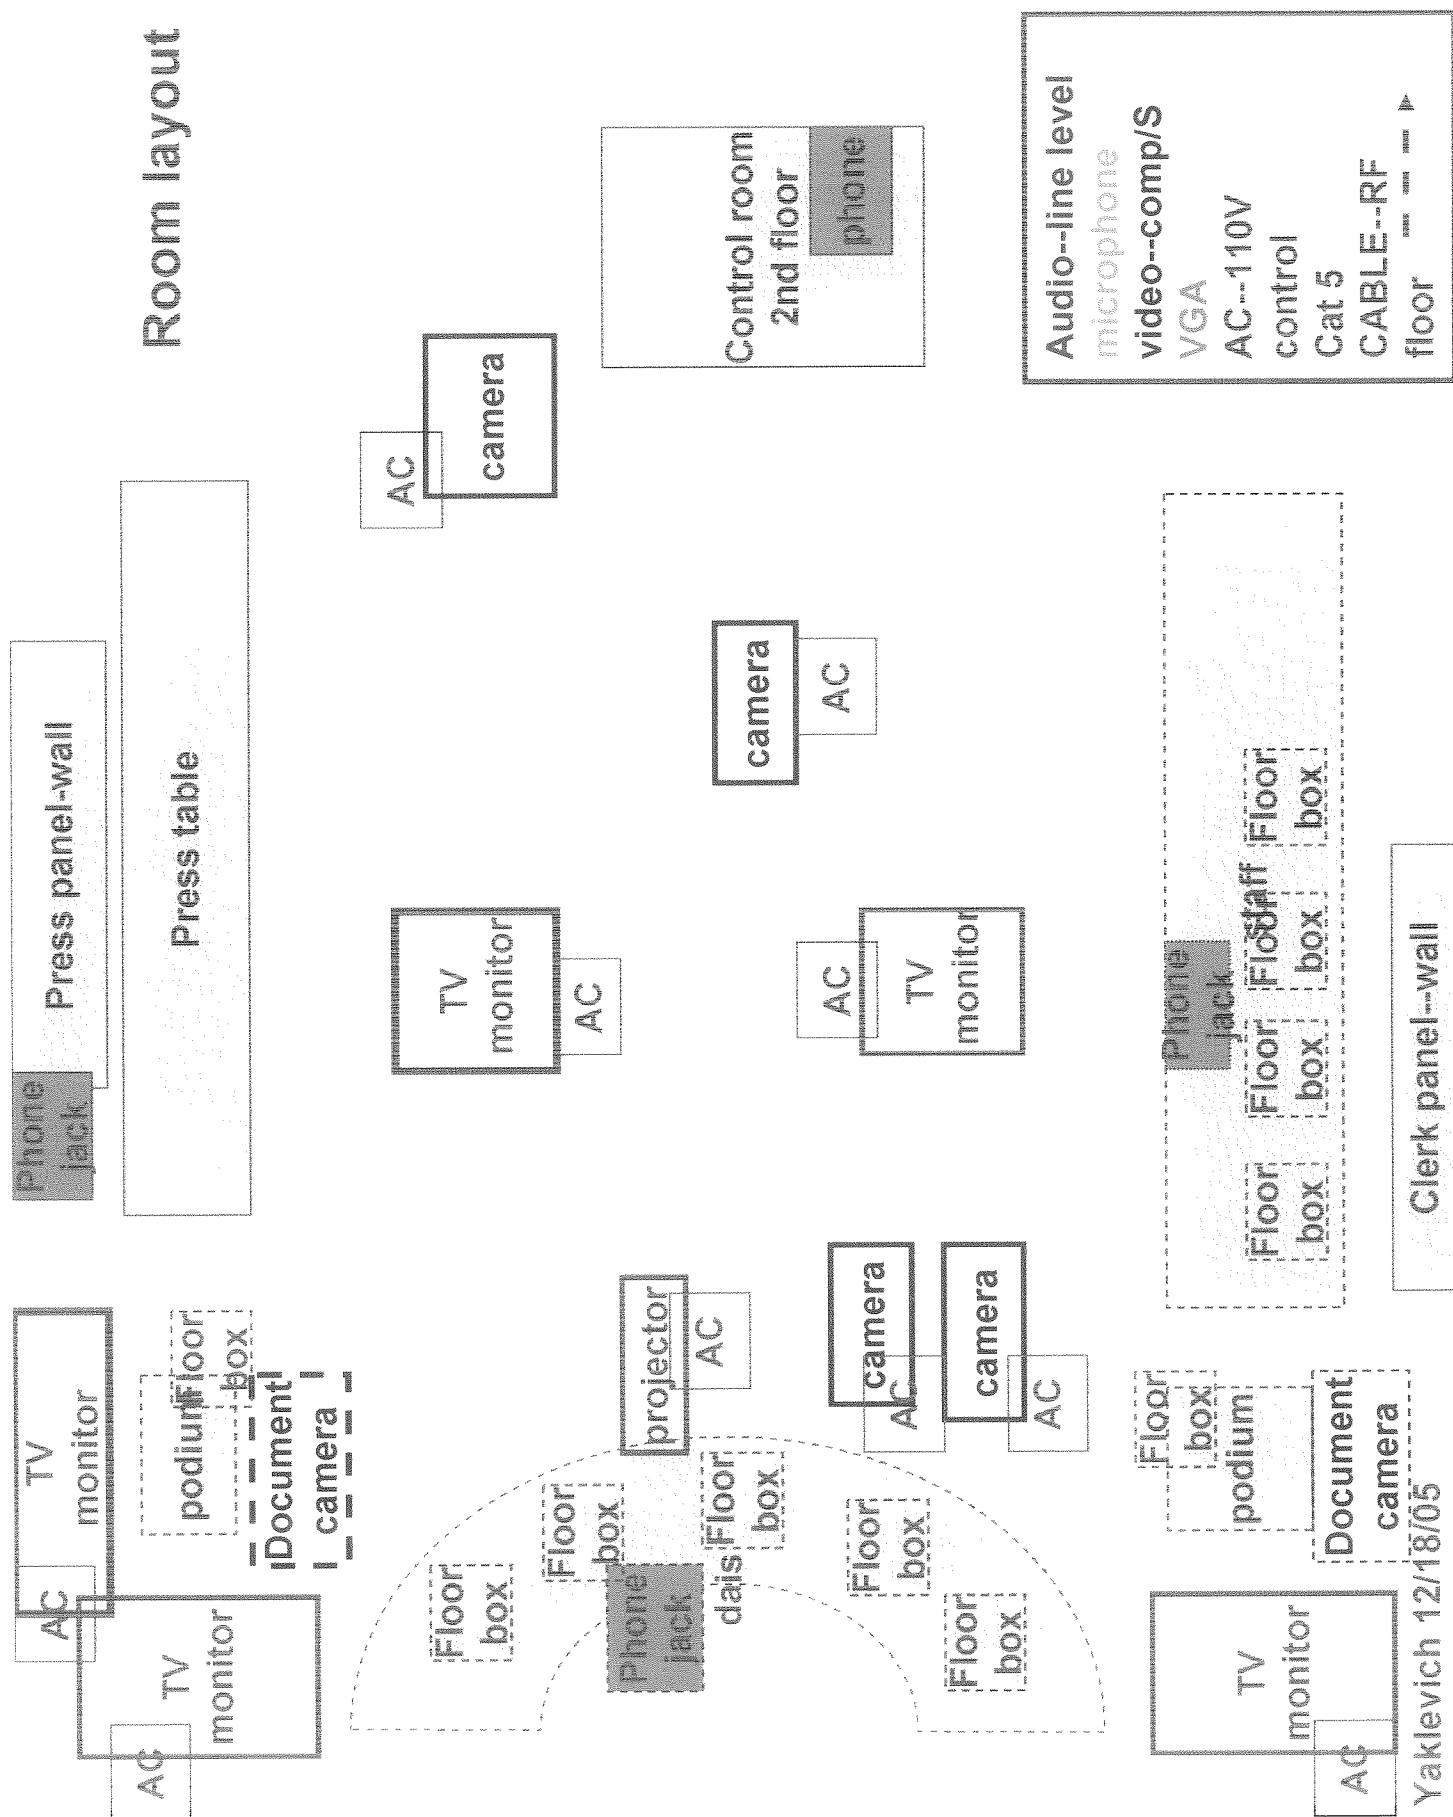 Room layout
Phone
jack
Press panel-wall
Press table
TV
monitor
AC
TV
monitor
AC
podium
Floor
box
Document
camera
AC
camera
TV
monitor
AC
Floor
box
Floor
box
Phone
jack
dais
Floor
box
Floor
box
Floor
box
projector
AC
camera
AC
Control room
2nd floor
phone
AC
TV
monitor
camera
AC
camera
AC
Audio--line level
microphone
video--comp/S
VGA
AC--110V
control
Cat 5
CABLE--RF
floor
Floor
box
podium
Document
camera
TV
monitor
AC
Phone
jack
staff
Floor
box
Floor
box
Floor
box
Floor
box
Clerk panel--wall
Yaklevich 12/18/05